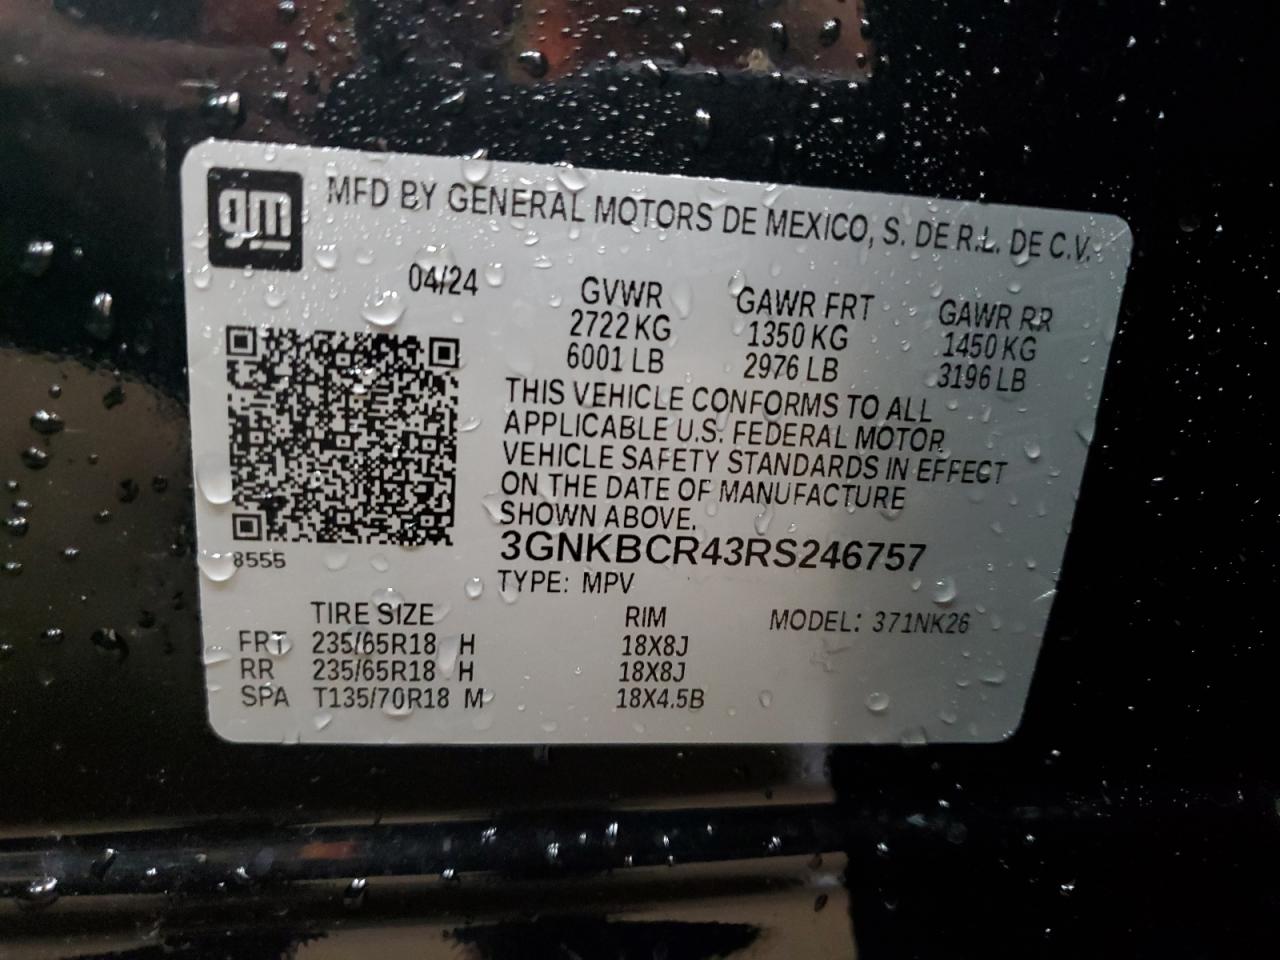 gm
MFD BY GENERAL MOTORS DE MEXICO, S. DE R.L. DE C.V.
04/24
GVWR GAWR FRT GAWR RR
2722 KG 1350 KG 1450 KG
6001 LB 2976 LB 3196 LB
THIS VEHICLE CONFORMS TO ALL
APPLICABLE U.S. FEDERAL MOTOR
VEHICLE SAFETY STANDARDS IN EFFECT
ON THE DATE OF MANUFACTURE
SHOWN ABOVE.
8555
3GNKBCR43RS246757
TYPE: MPV
TIRE SIZE RIM MODEL: 371NK26
FRT 235/65R18 H 18X8J
RR 235/65R18 H 18X8J
SPA T135/70R18 M 18X4.5B